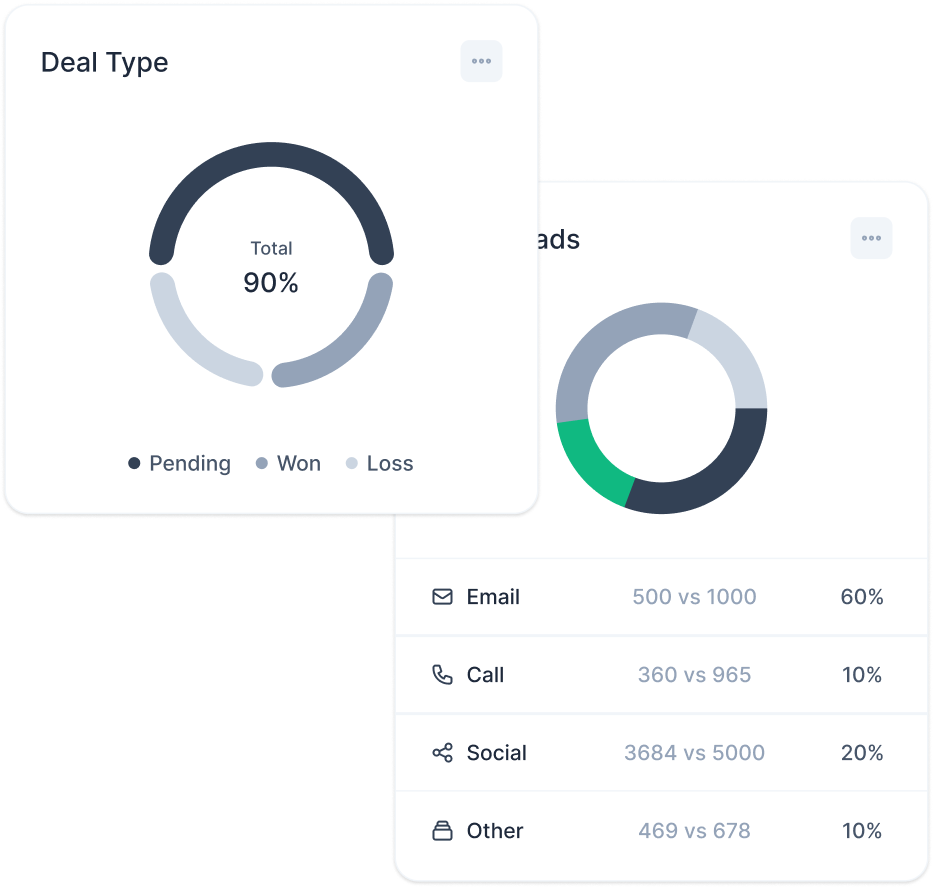 Deal Type
Total
90%
Pending Won Loss
ads
Email 500 vs 1000 60%
Call 360 vs 965 10%
Social 3684 vs 5000 20%
Other 469 vs 678 10%